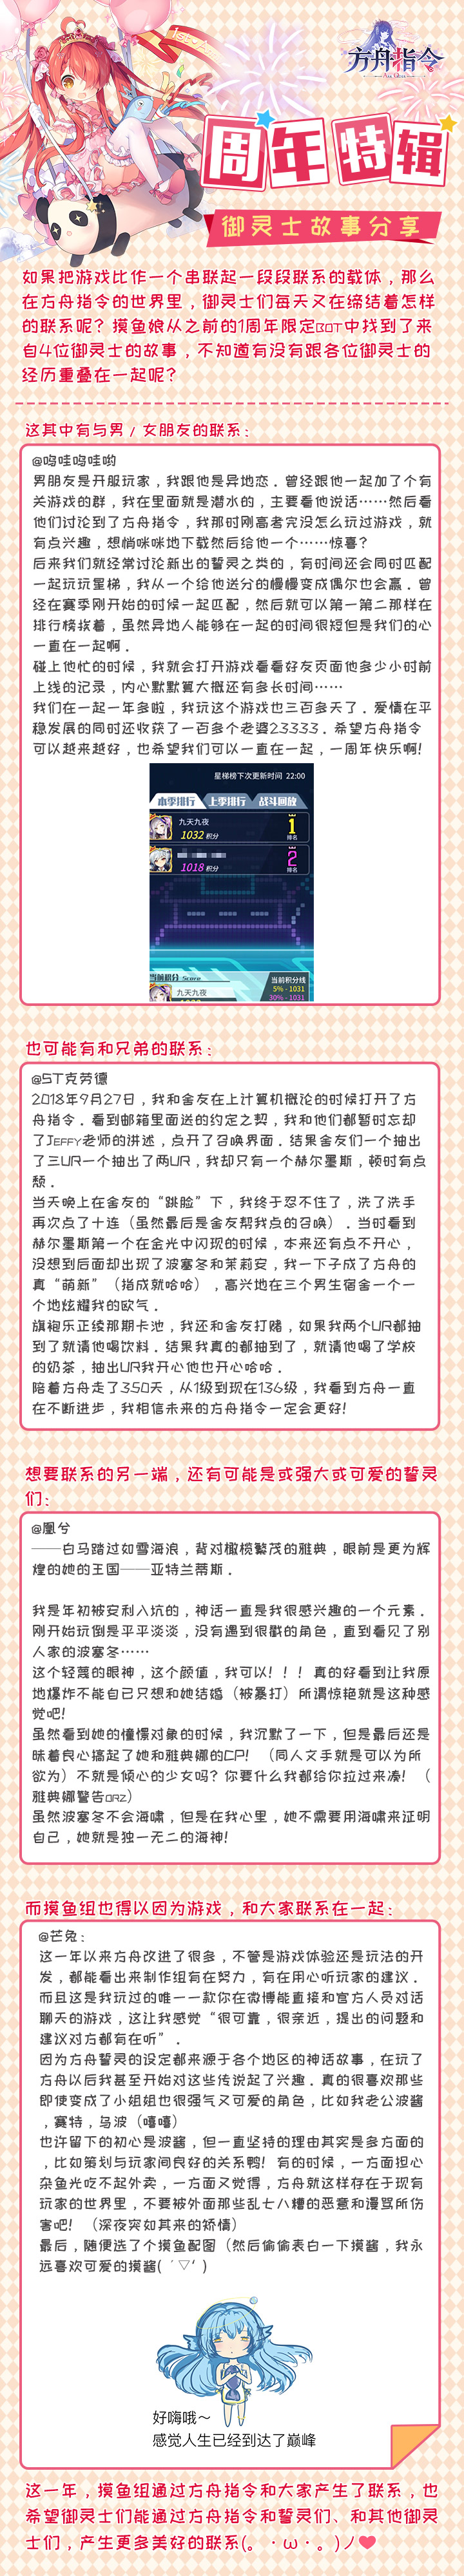 1st
方舟指令
Ark Order
周年特辑
御灵士故事分享
如果把游戏比作一个串联起一段段联系的载体，那么
在方舟指令的世界里，御灵士们每天又在缔结着怎样
的联系呢？摸鱼娘从之前的1周年限定BOT中找到了来
自4位御灵士的故事，不知道有没有跟各位御灵士的
经历重叠在一起呢？
这其中有与男/女朋友的联系：
@呜哇呜哇哟
男朋友是开服玩家，我跟他是异地恋．曾经跟他一起加了个有
关游戏的群，我在里面就是潜水的，主要看他说话……然后看
他们讨论到了方舟指令，我那时刚高考完没怎么玩过游戏，就
有点兴趣，想悄咪咪地下载然后给他一个……惊喜？
后来我们就经常讨论新出的誓灵之类的，有时间还会同时匹配
一起玩玩星梯，我从一个给他送分的慢慢变成偶尔也会赢．曾
经在赛季刚开始的时候一起匹配，然后就可以第一第二那样在
排行榜挨着，虽然异地人能够在一起的时间很短但是我们的心
一直在一起啊．
碰上他忙的时候，我就会打开游戏看看好友页面他多少小时前
上线的记录，内心默默算大概还有多长时间……
我们在一起一年多啦，我玩这个游戏也三百多天了．爱情在平
稳发展的同时还收获了一百多个老婆23333．希望方舟指令
可以越来越好，也希望我们可以一直在一起，一周年快乐啊！
星梯榜下次更新时间 22:00
本季排行 上季排行 战斗回放
九天九夜
1032 积分
1
排名
1018 积分
2
排名
当前积分 Score
九天九夜
当前积分线
5% - 1031
30% - 1031
也可能有和兄弟的联系：
@ST克劳德
2018年9月27日，我和舍友在上计算机概论的时候打开了方
舟指令．看到邮箱里面送的约定之契，我和他们都暂时忘却
了JEFFY老师的讲述，点开了召唤界面．结果舍友们一个抽出
了三UR一个抽出了两UR，我却只有一个赫尔墨斯，顿时有点
颓．
当天晚上在舍友的“跳脸”下，我终于忍不住了，洗了洗手
再次点了十连（虽然最后是舍友帮我点的召唤）．当时看到
赫尔墨斯第一个在金光中闪现的时候，本来还有点不开心，
没想到后面却出现了波塞冬和茉莉安，我一下子成了方舟的
真“萌新”（指成就哈哈），高兴地在三个男生宿舍一个一
个地炫耀我的欧气．
旗袍乐正绫那期卡池，我还和舍友打赌，如果我两个UR都抽
到了就请他喝饮料．结果我真的都抽到了，就请他喝了学校
的奶茶，抽出UR我开心他也开心哈哈．
陪着方舟走了350天，从1级到现在136级，我看到方舟一直
在不断进步，我相信未来的方舟指令一定会更好！
想要联系的另一端，还有可能是或强大或可爱的誓灵
们：
@凰兮
——白马踏过如雪海浪，背对橄榄繁茂的雅典，眼前是更为辉
煌的她的王国——亚特兰蒂斯．
我是年初被安利入坑的，神话一直是我很感兴趣的一个元素．
刚开始玩倒是平平淡淡，没有遇到很戳的角色，直到看见了别
人家的波塞冬……
这个轻蔑的眼神，这个颜值，我可以！！！真的好看到让我原
地爆炸不能自己只想和她结婚（被暴打）所谓惊艳就是这种感
觉吧！
虽然看到她的憧憬对象的时候，我沉默了一下，但是最后还是
昧着良心搞起了她和雅典娜的CP！（同人文手就是可以为所
欲为）不就是倾心的少女吗？你要什么我都给你拉过来凑！（
雅典娜警告ORZ）
虽然波塞冬不会海啸，但是在我心里，她不需要用海啸来证明
自己，她就是独一无二的海神！
而摸鱼组也得以因为游戏，和大家联系在一起：
@芒兔：
这一年以来方舟改进了很多，不管是游戏体验还是玩法的开
发，都能看出来制作组有在努力，有在用心听玩家的建议．
而且这是我玩过的唯一一款你在微博能直接和官方人员对话
聊天的游戏，这让我感觉“很可靠，很亲近，提出的问题和
建议对方都有在听”．
因为方舟誓灵的设定都来源于各个地区的神话故事，在玩了
方舟以后我甚至开始对这些传说起了兴趣．真的很喜欢那些
即使变成了小姐姐也很强气又可爱的角色，比如我老公波酱
，赛特，乌波（嘻嘻）
也许留下的初心是波酱，但一直坚持的理由其实是多方面的
，比如策划与玩家间良好的关系鸭！有的时候，一方面担心
杂鱼光吃不起外卖，一方面又觉得，方舟就这样存在于现有
玩家的世界里，不要被外面那些乱七八糟的恶意和谩骂所伤
害吧！（深夜突如其来的矫情）
最后，随便选了个摸鱼配图（然后偷偷表白一下摸酱，我永
远喜欢可爱的摸酱( ´▽` )
好嗨哦～
感觉人生已经到达了巅峰
这一年，摸鱼组通过方舟指令和大家产生了联系，也
希望御灵士们能通过方舟指令和誓灵们、和其他御灵
士们，产生更多美好的联系(。・ω・。)ノ❤